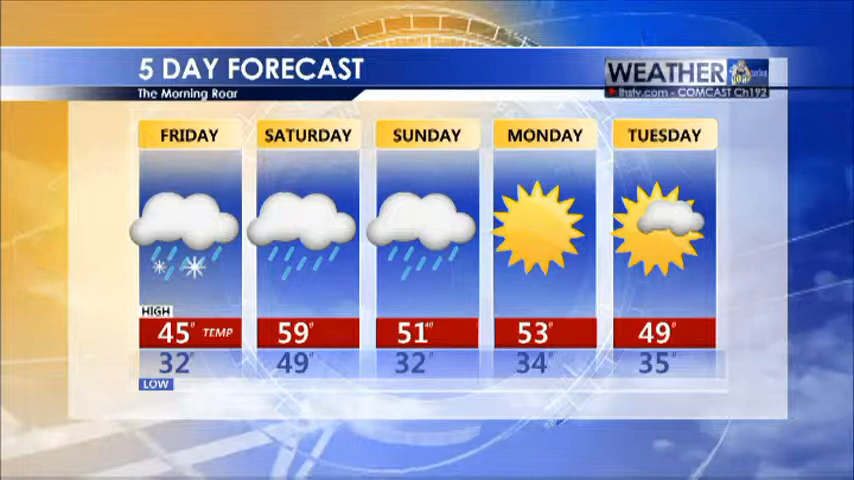 5 DAY FORECAST
The Morning Roar
WEATHER
COMCAST Ch192
FRIDAY SATURDAY SUNDAY MONDAY TUESDAY
HIGH
45° TEMP 59° 51° 53° 49°
32° 49° 32° 34° 35°
LOW